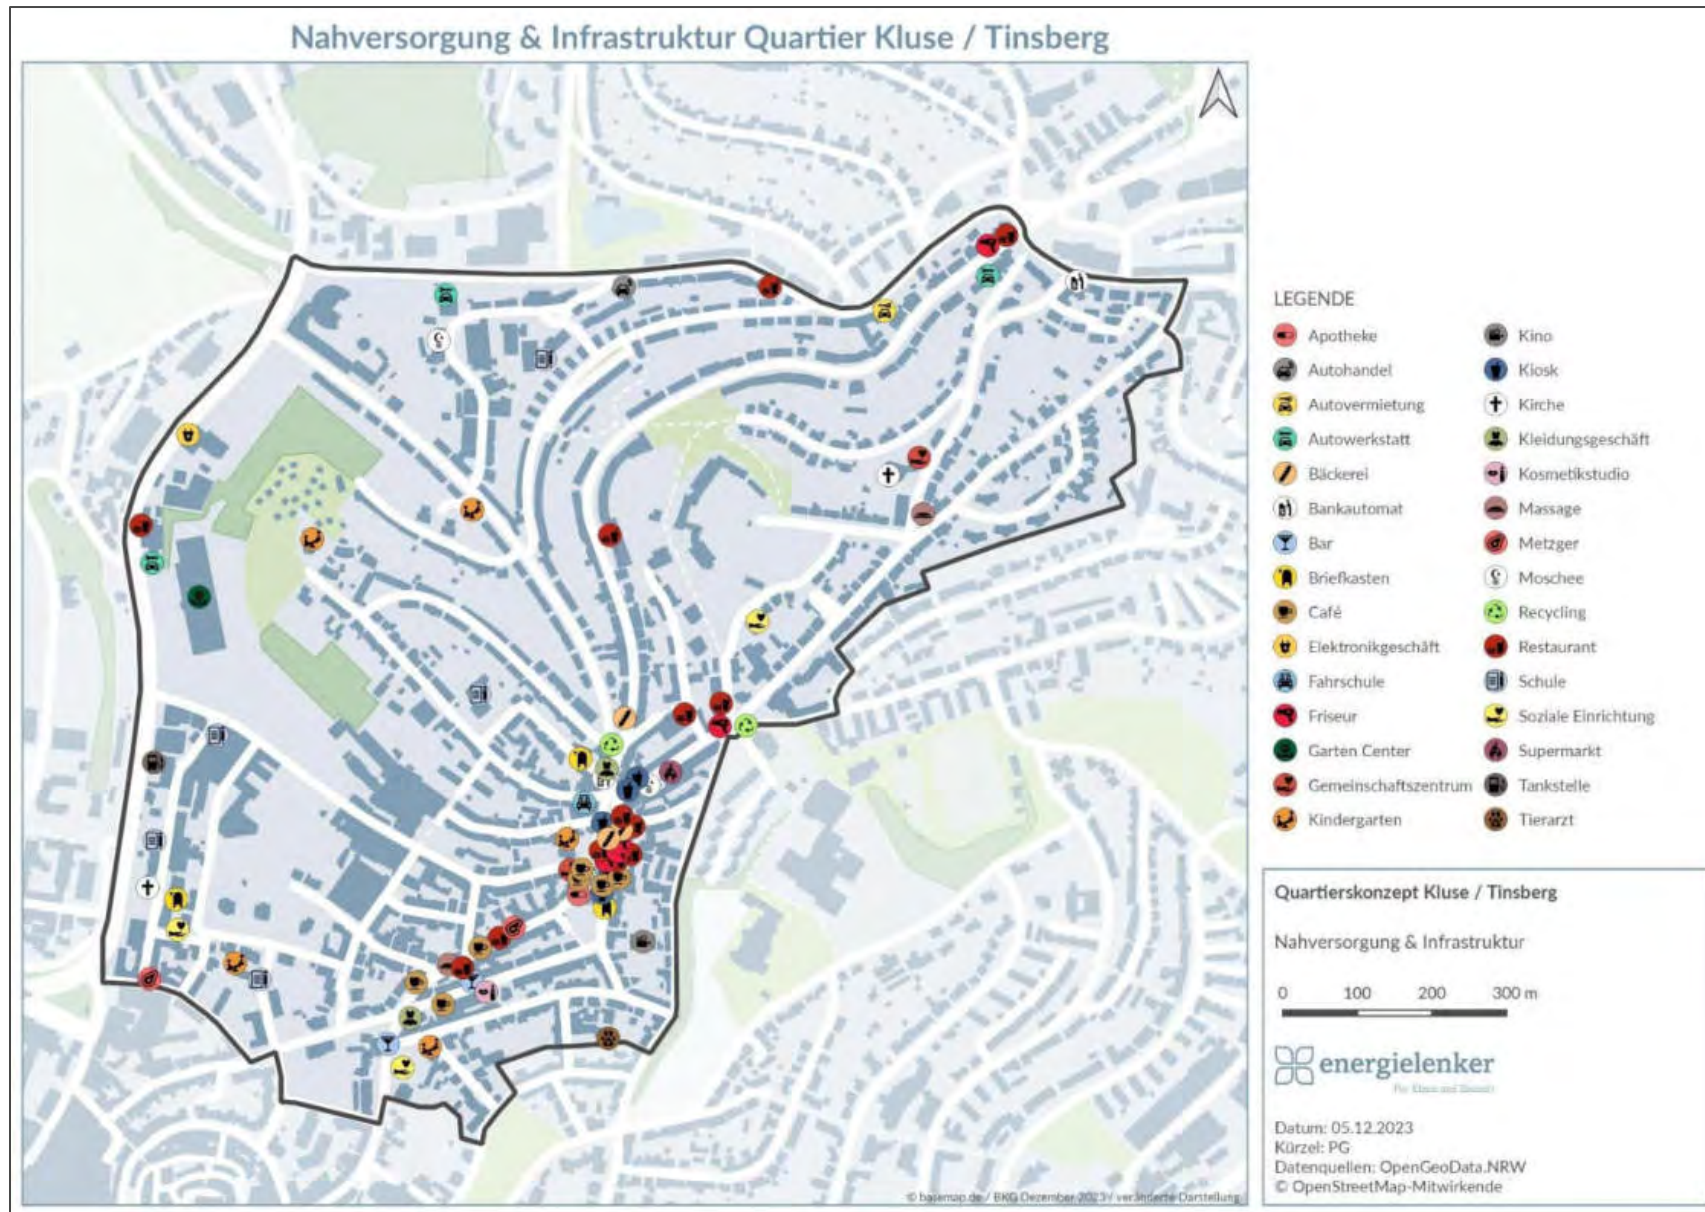 Nahversorgung & Infrastruktur Quartier Kluse / Tinsberg
LEGENDE
Apotheke
Autohandel
Autovermietung
Autowerkstatt
Bäckerei
Bankautomat
Bar
Briefkasten
Café
Elektronikgeschäft
Fahrschule
Friseur
Garten Center
Gemeinschaftszentrum
Kindergarten
Kino
Kiosk
Kirche
Kleidungsgeschäft
Kosmetikstudio
Massage
Metzger
Moschee
Recycling
Restaurant
Schule
Soziale Einrichtung
Supermarkt
Tankstelle
Tierarzt
Quartierskonzept Kluse / Tinsberg
Nahversorgung & Infrastruktur
0 100 200 300 m
energielenker
Datum: 05.12.2023
Kürzel: PG
Datenquellen: OpenGeoData.NRW
© OpenStreetMap-Mitwirkende
© basemap.de / BKG Dezember 2023 / veränderte Darstellung